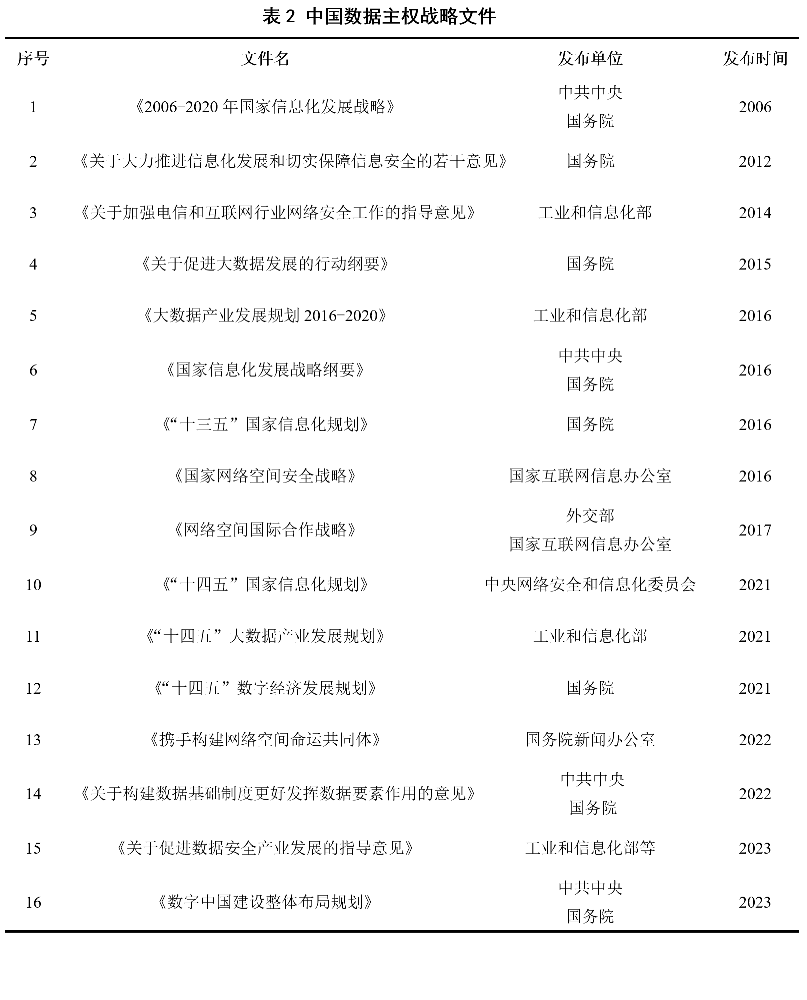 表 2 中国数据主权战略文件
序号 文件名 发布单位 发布时间
1 《2006-2020 年国家信息化发展战略》 中共中央 国务院 2006
2 《关于大力推进信息化发展和切实保障信息安全的若干意见》 国务院 2012
3 《关于加强电信和互联网行业网络安全工作的指导意见》 工业和信息化部 2014
4 《关于促进大数据发展的行动纲要》 国务院 2015
5 《大数据产业发展规划 2016-2020》 工业和信息化部 2016
6 《国家信息化发展战略纲要》 中共中央 国务院 2016
7 《“十三五”国家信息化规划》 国务院 2016
8 《国家网络空间安全战略》 国家互联网信息办公室 2016
9 《网络空间国际合作战略》 外交部 国家互联网信息办公室 2017
10 《“十四五”国家信息化规划》 中央网络安全和信息化委员会 2021
11 《“十四五”大数据产业发展规划》 工业和信息化部 2021
12 《“十四五”数字经济发展规划》 国务院 2021
13 《携手构建网络空间命运共同体》 国务院新闻办公室 2022
14 《关于构建数据基础制度更好发挥数据要素作用的意见》 中共中央 国务院 2022
15 《关于促进数据安全产业发展的指导意见》 工业和信息化部等 2023
16 《数字中国建设整体布局规划》 中共中央 国务院 2023